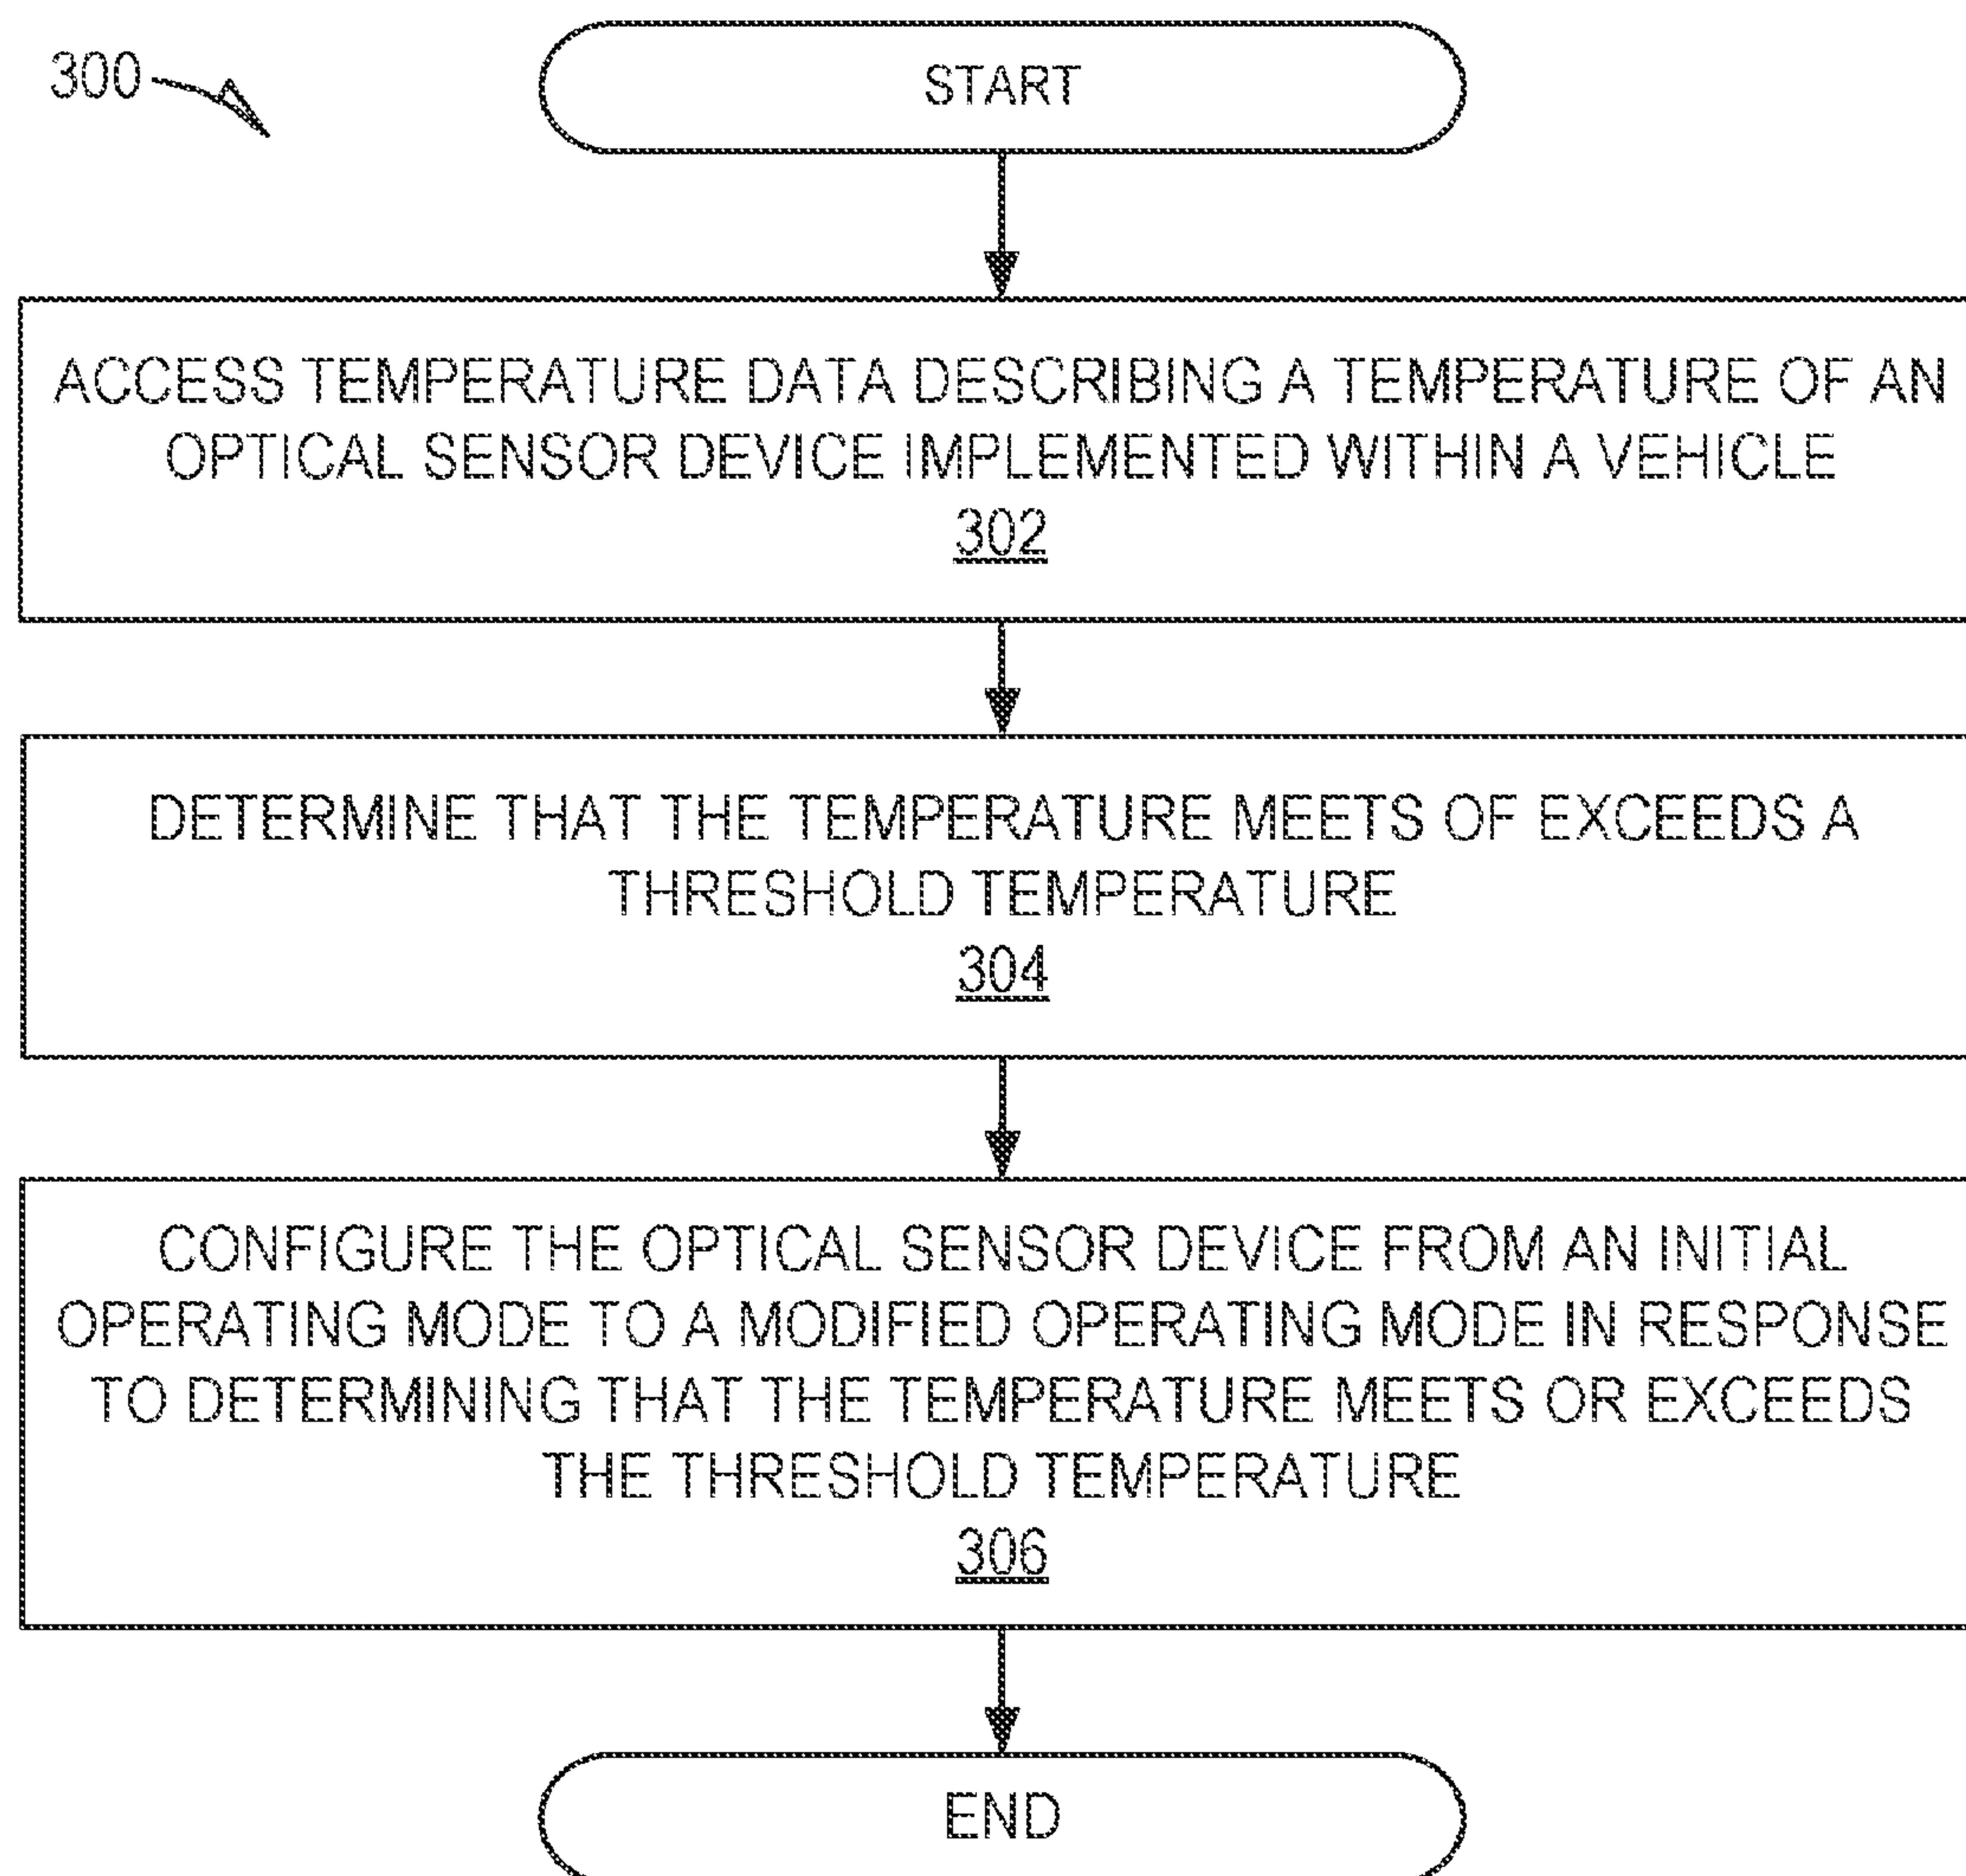 300
START
ACCESS TEMPERATURE DATA DESCRIBING A TEMPERATURE OF AN
OPTICAL SENSOR DEVICE IMPLEMENTED WITHIN A VEHICLE
302
DETERMINE THAT THE TEMPERATURE MEETS OF EXCEEDS A
THRESHOLD TEMPERATURE
304
CONFIGURE THE OPTICAL SENSOR DEVICE FROM AN INITIAL
OPERATING MODE TO A MODIFIED OPERATING MODE IN RESPONSE
TO DETERMINING THAT THE TEMPERATURE MEETS OR EXCEEDS
THE THRESHOLD TEMPERATURE
306
END